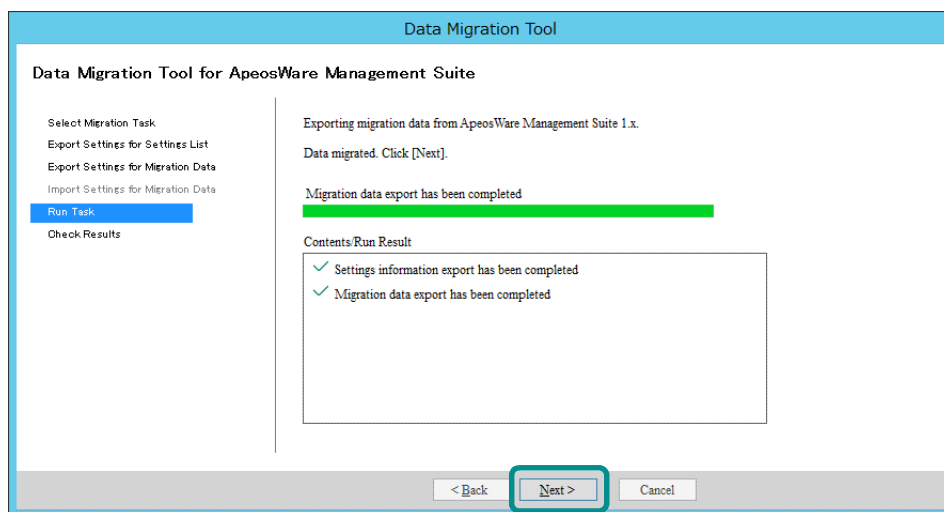 Data Migration Tool
Data Migration Tool for ApeosWare Management Suite
Select Migration Task
Export Settings for Settings List
Export Settings for Migration Data
Import Settings for Migration Data
Run Task
Check Results
Exporting migration data from ApeosWare Management Suite 1.x.
Data migrated. Click [Next].
Migration data export has been completed
Contents/Run Result
Settings information export has been completed
Migration data export has been completed
< Back
Next >
Cancel